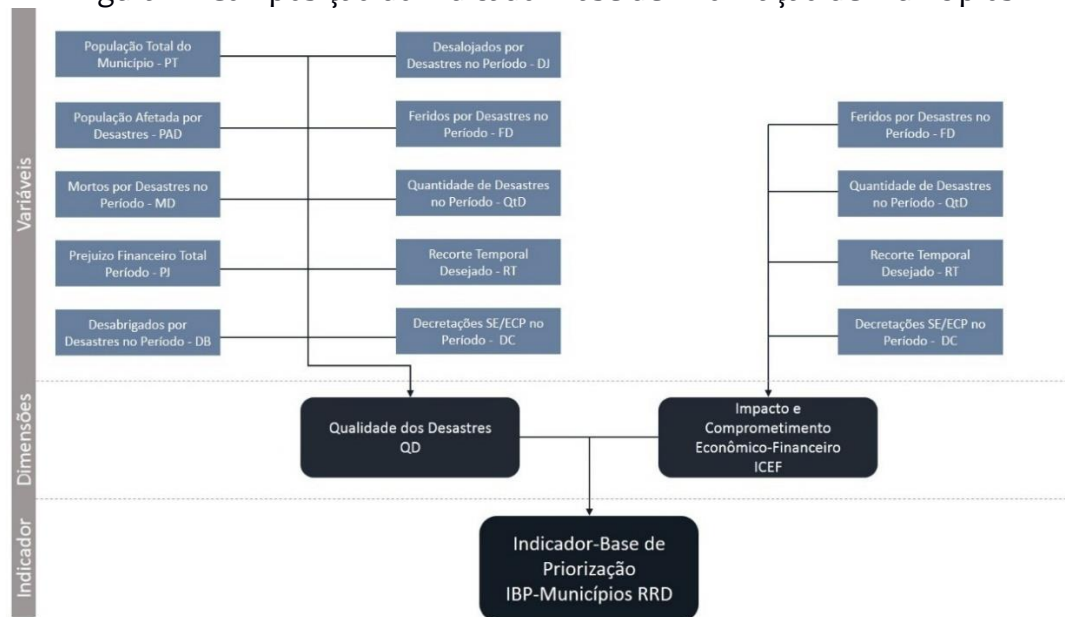 Variáveis
População Total do
Município - PT
População Afetada por
Desastres - PAD
Mortos por Desastres no
Período - MD
Prejuizo Financeiro Total
Período - PJ
Desabrigados por
Desastres no Período - DB
Desalojados por
Desastres no Período - DJ
Feridos por Desastres no
Período - FD
Quantidade de Desastres
no Período - QtD
Recorte Temporal
Desejado - RT
Decretações SE/ECP no
Período - DC
Feridos por Desastres no
Período - FD
Quantidade de Desastres
no Período - QtD
Recorte Temporal
Desejado - RT
Decretações SE/ECP no
Período - DC
Dimensões
Qualidade dos Desastres
QD
Impacto e
Comprometimento
Econômico-Financeiro
ICEF
Indicador
Indicador-Base de
Priorização
IBP-Municípios RRD